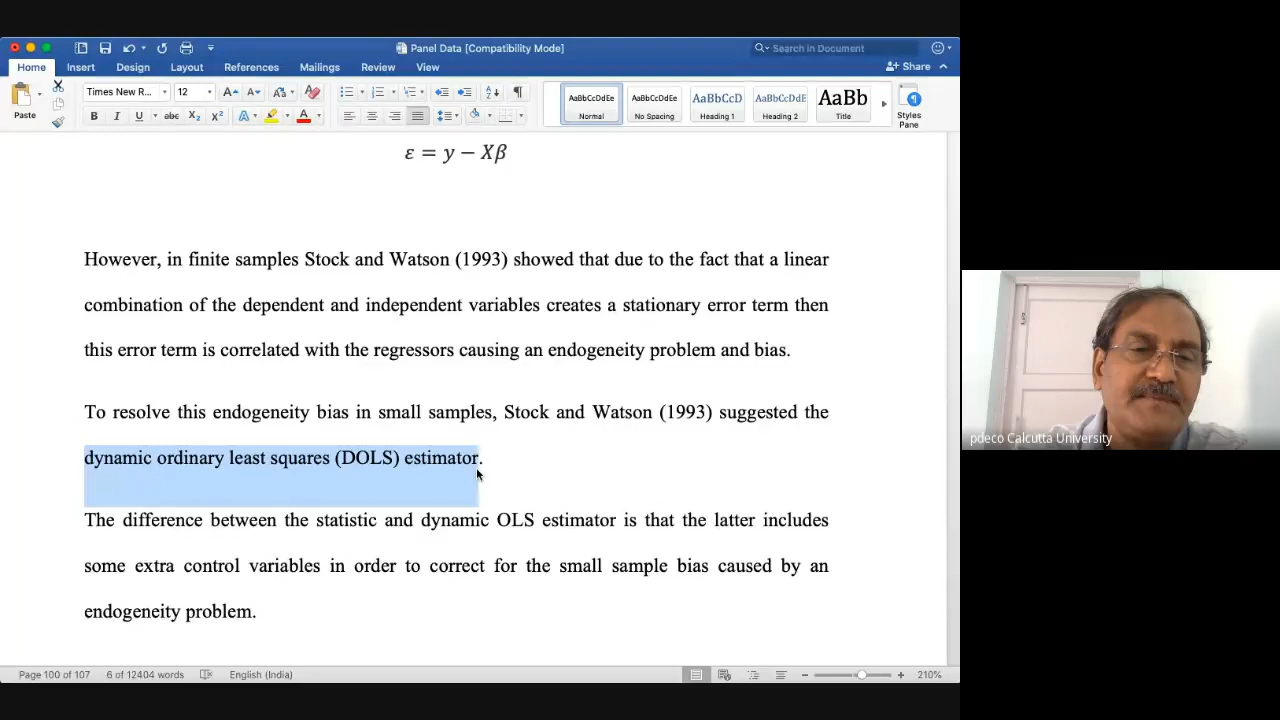 Panel Data [Compatibility Mode]
Search in Document
Home Insert Design Layout References Mailings Review View
Share
Paste
Times New R... 12
AaBbCcDdEe AaBbCcDdEe AaBbCcD AaBbCcDdE AaBb
Normal No Spacing Heading 1 Heading 2 Title
Styles Pane
B I U abc X₂ X² A A
ε = y − Xβ
However, in finite samples Stock and Watson (1993) showed that due to the fact that a linear
combination of the dependent and independent variables creates a stationary error term then
this error term is correlated with the regressors causing an endogeneity problem and bias.
To resolve this endogeneity bias in small samples, Stock and Watson (1993) suggested the
dynamic ordinary least squares (DOLS) estimator.
The difference between the statistic and dynamic OLS estimator is that the latter includes
some extra control variables in order to correct for the small sample bias caused by an
endogeneity problem.
pdeco Calcutta University
Page 100 of 107 6 of 12404 words English (India) 210%